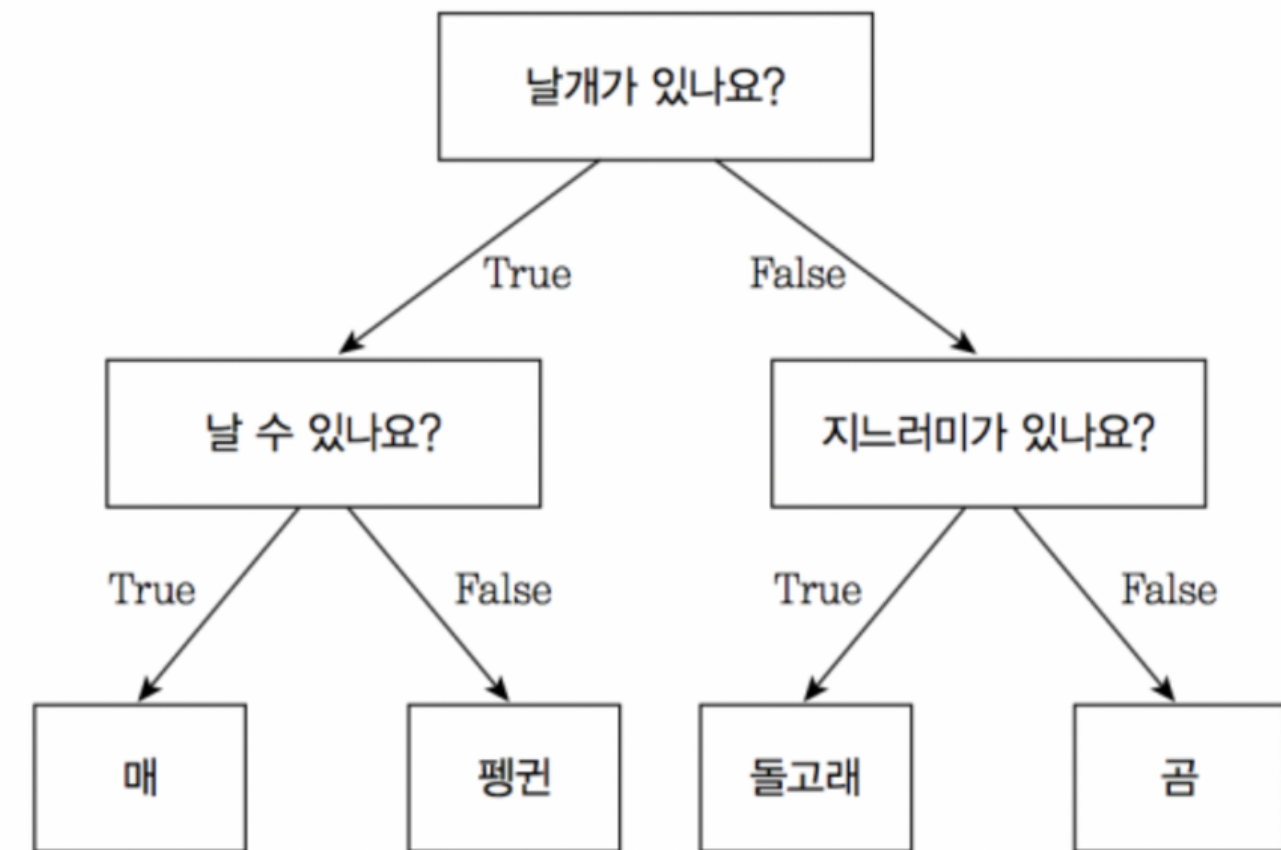 날개가 있나요?
True
False
날 수 있나요?
지느러미가 있나요?
True
False
True
False
매
펭귄
돌고래
곰